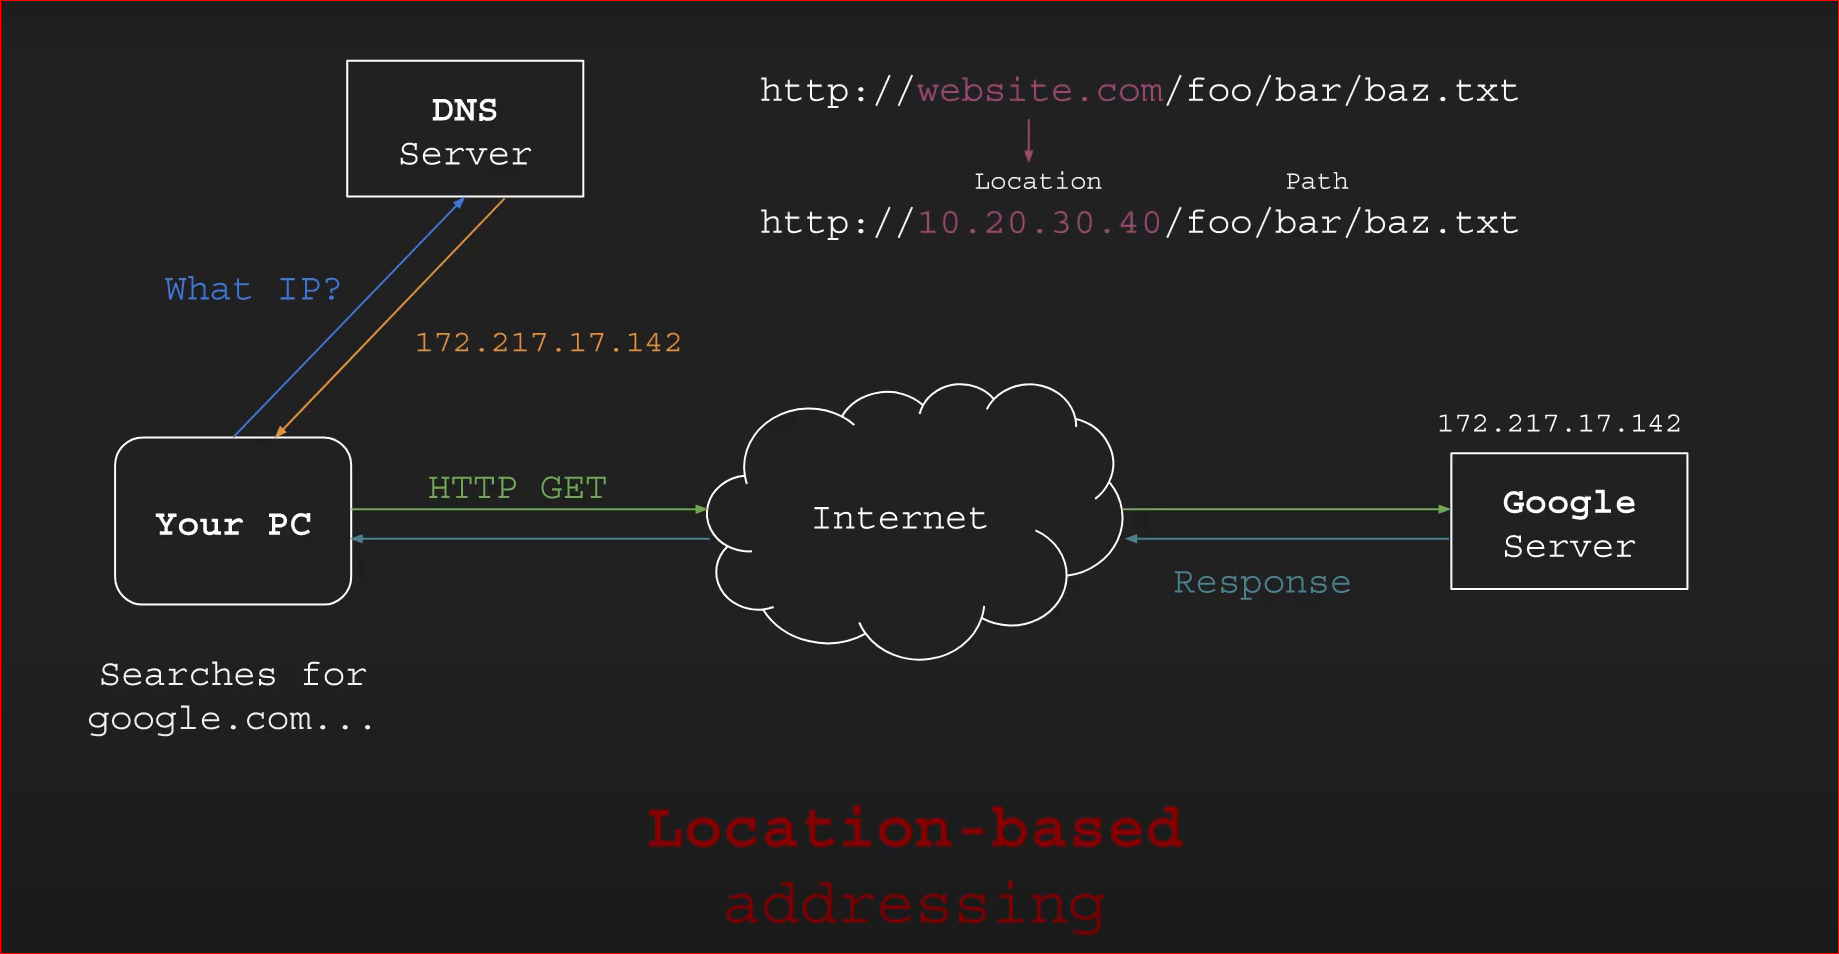 DNS
Server
http://website.com/foo/bar/baz.txt
Location Path
http://10.20.30.40/foo/bar/baz.txt
What IP?
172.217.17.142
172.217.17.142
HTTP GET
Your PC
Internet
Google
Server
Response
Searches for
google.com...
Location-based
addressing